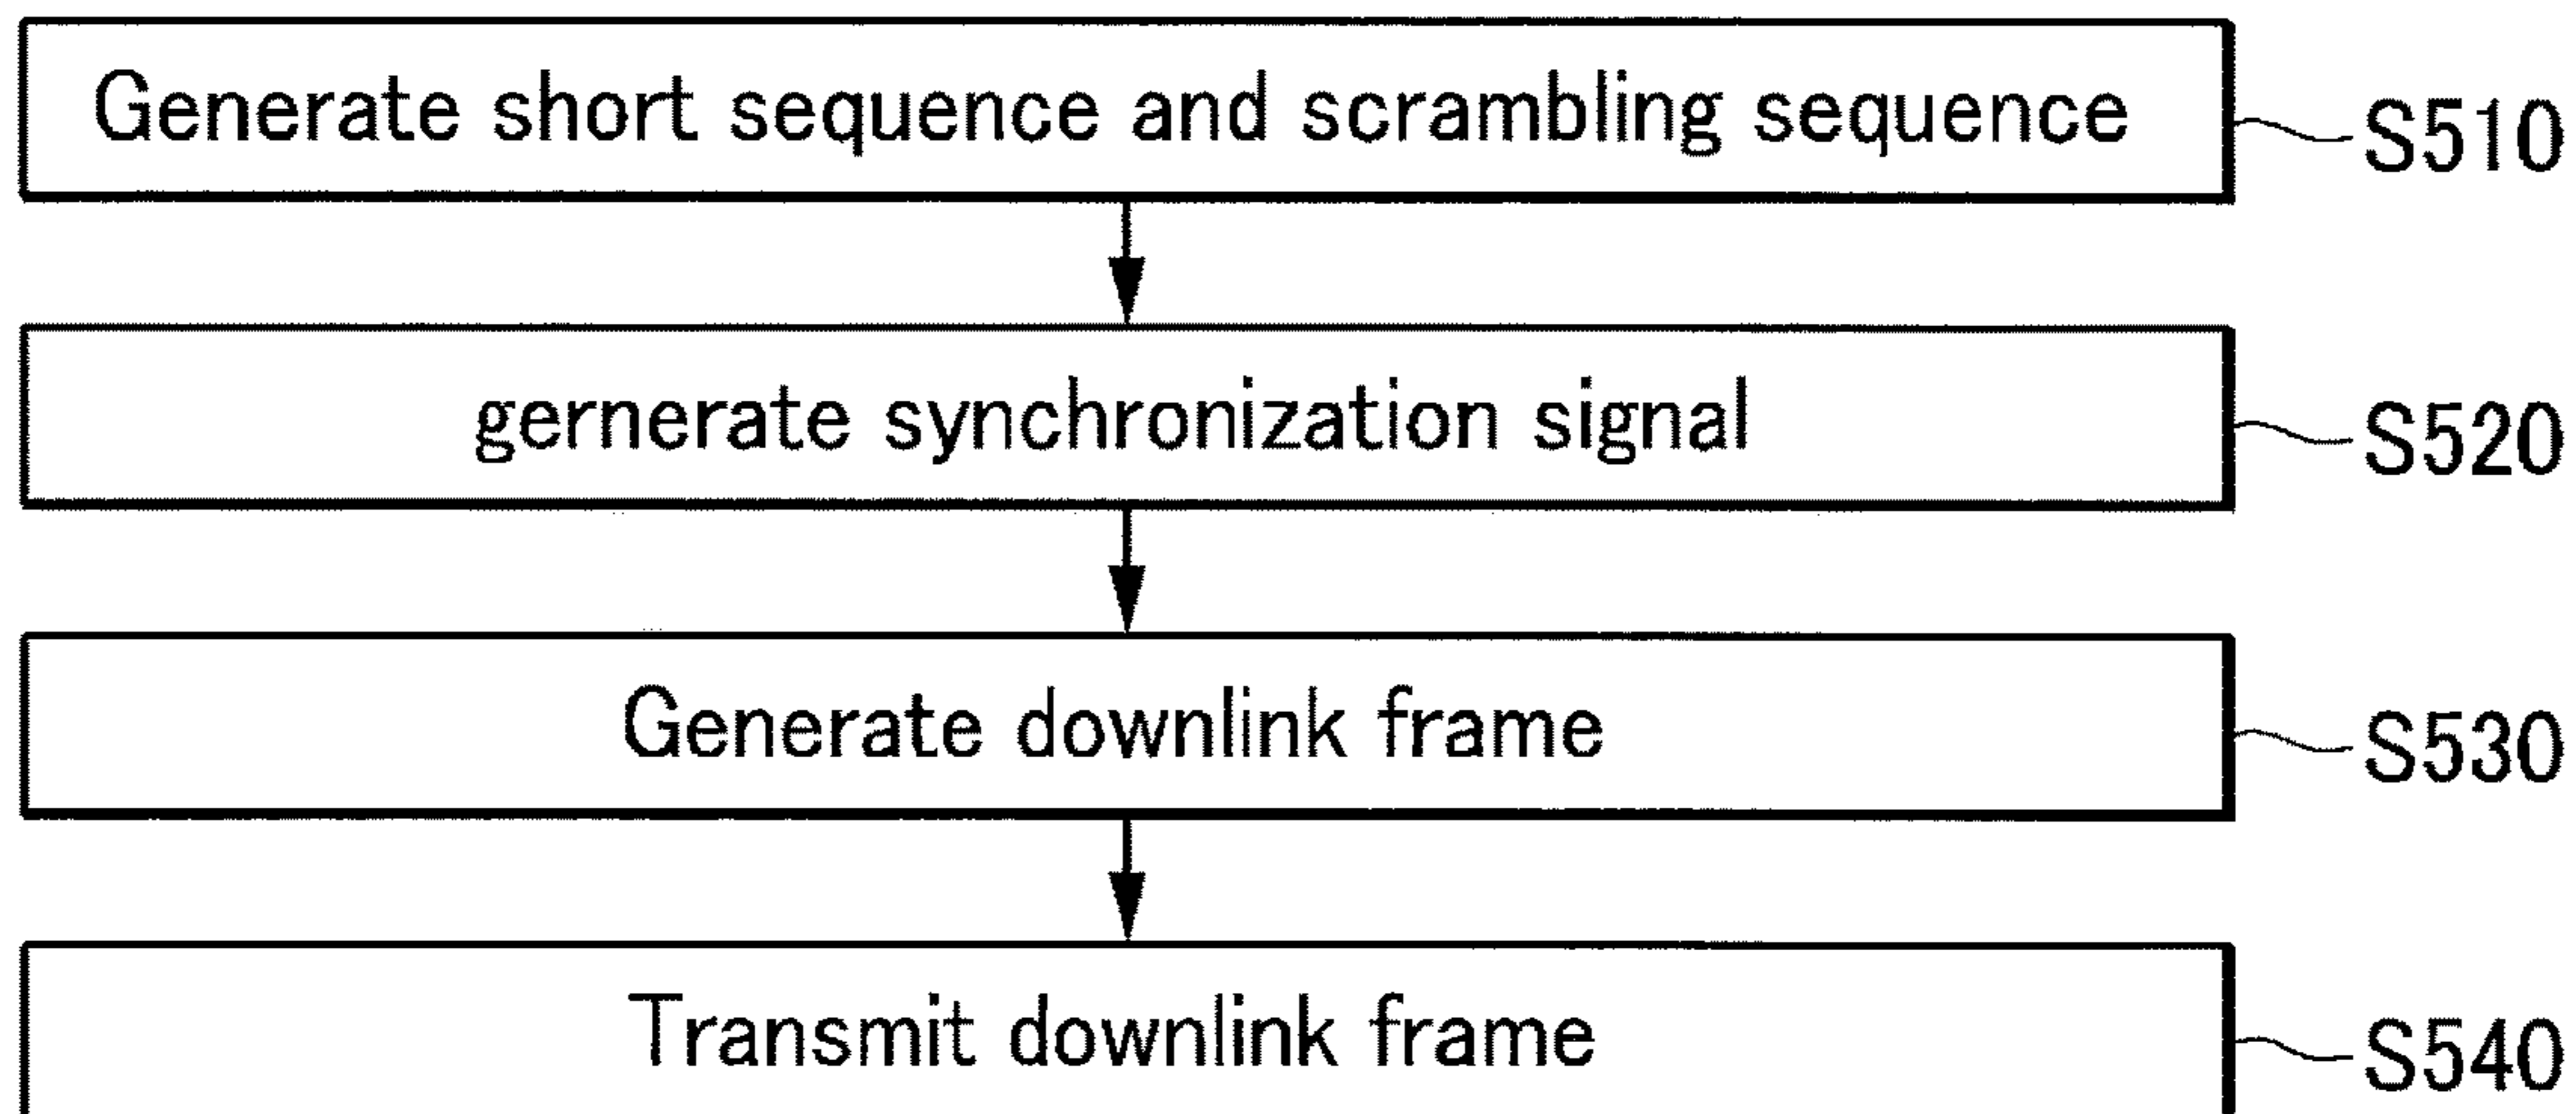 Generate short sequence and scrambling sequence S510
gernerate synchronization signal S520
Generate downlink frame S530
Transmit downlink frame S540